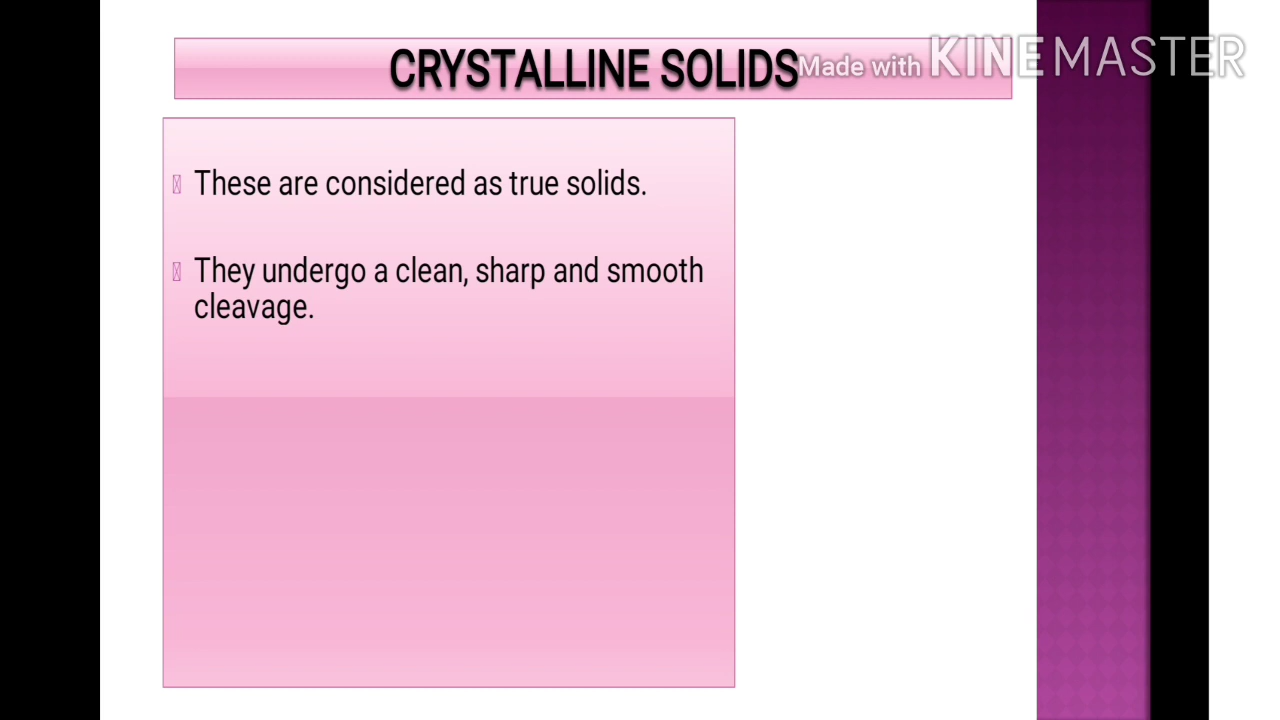 CRYSTALLINE SOLIDS
Made with KINEMASTER
These are considered as true solids.
They undergo a clean, sharp and smooth
cleavage.